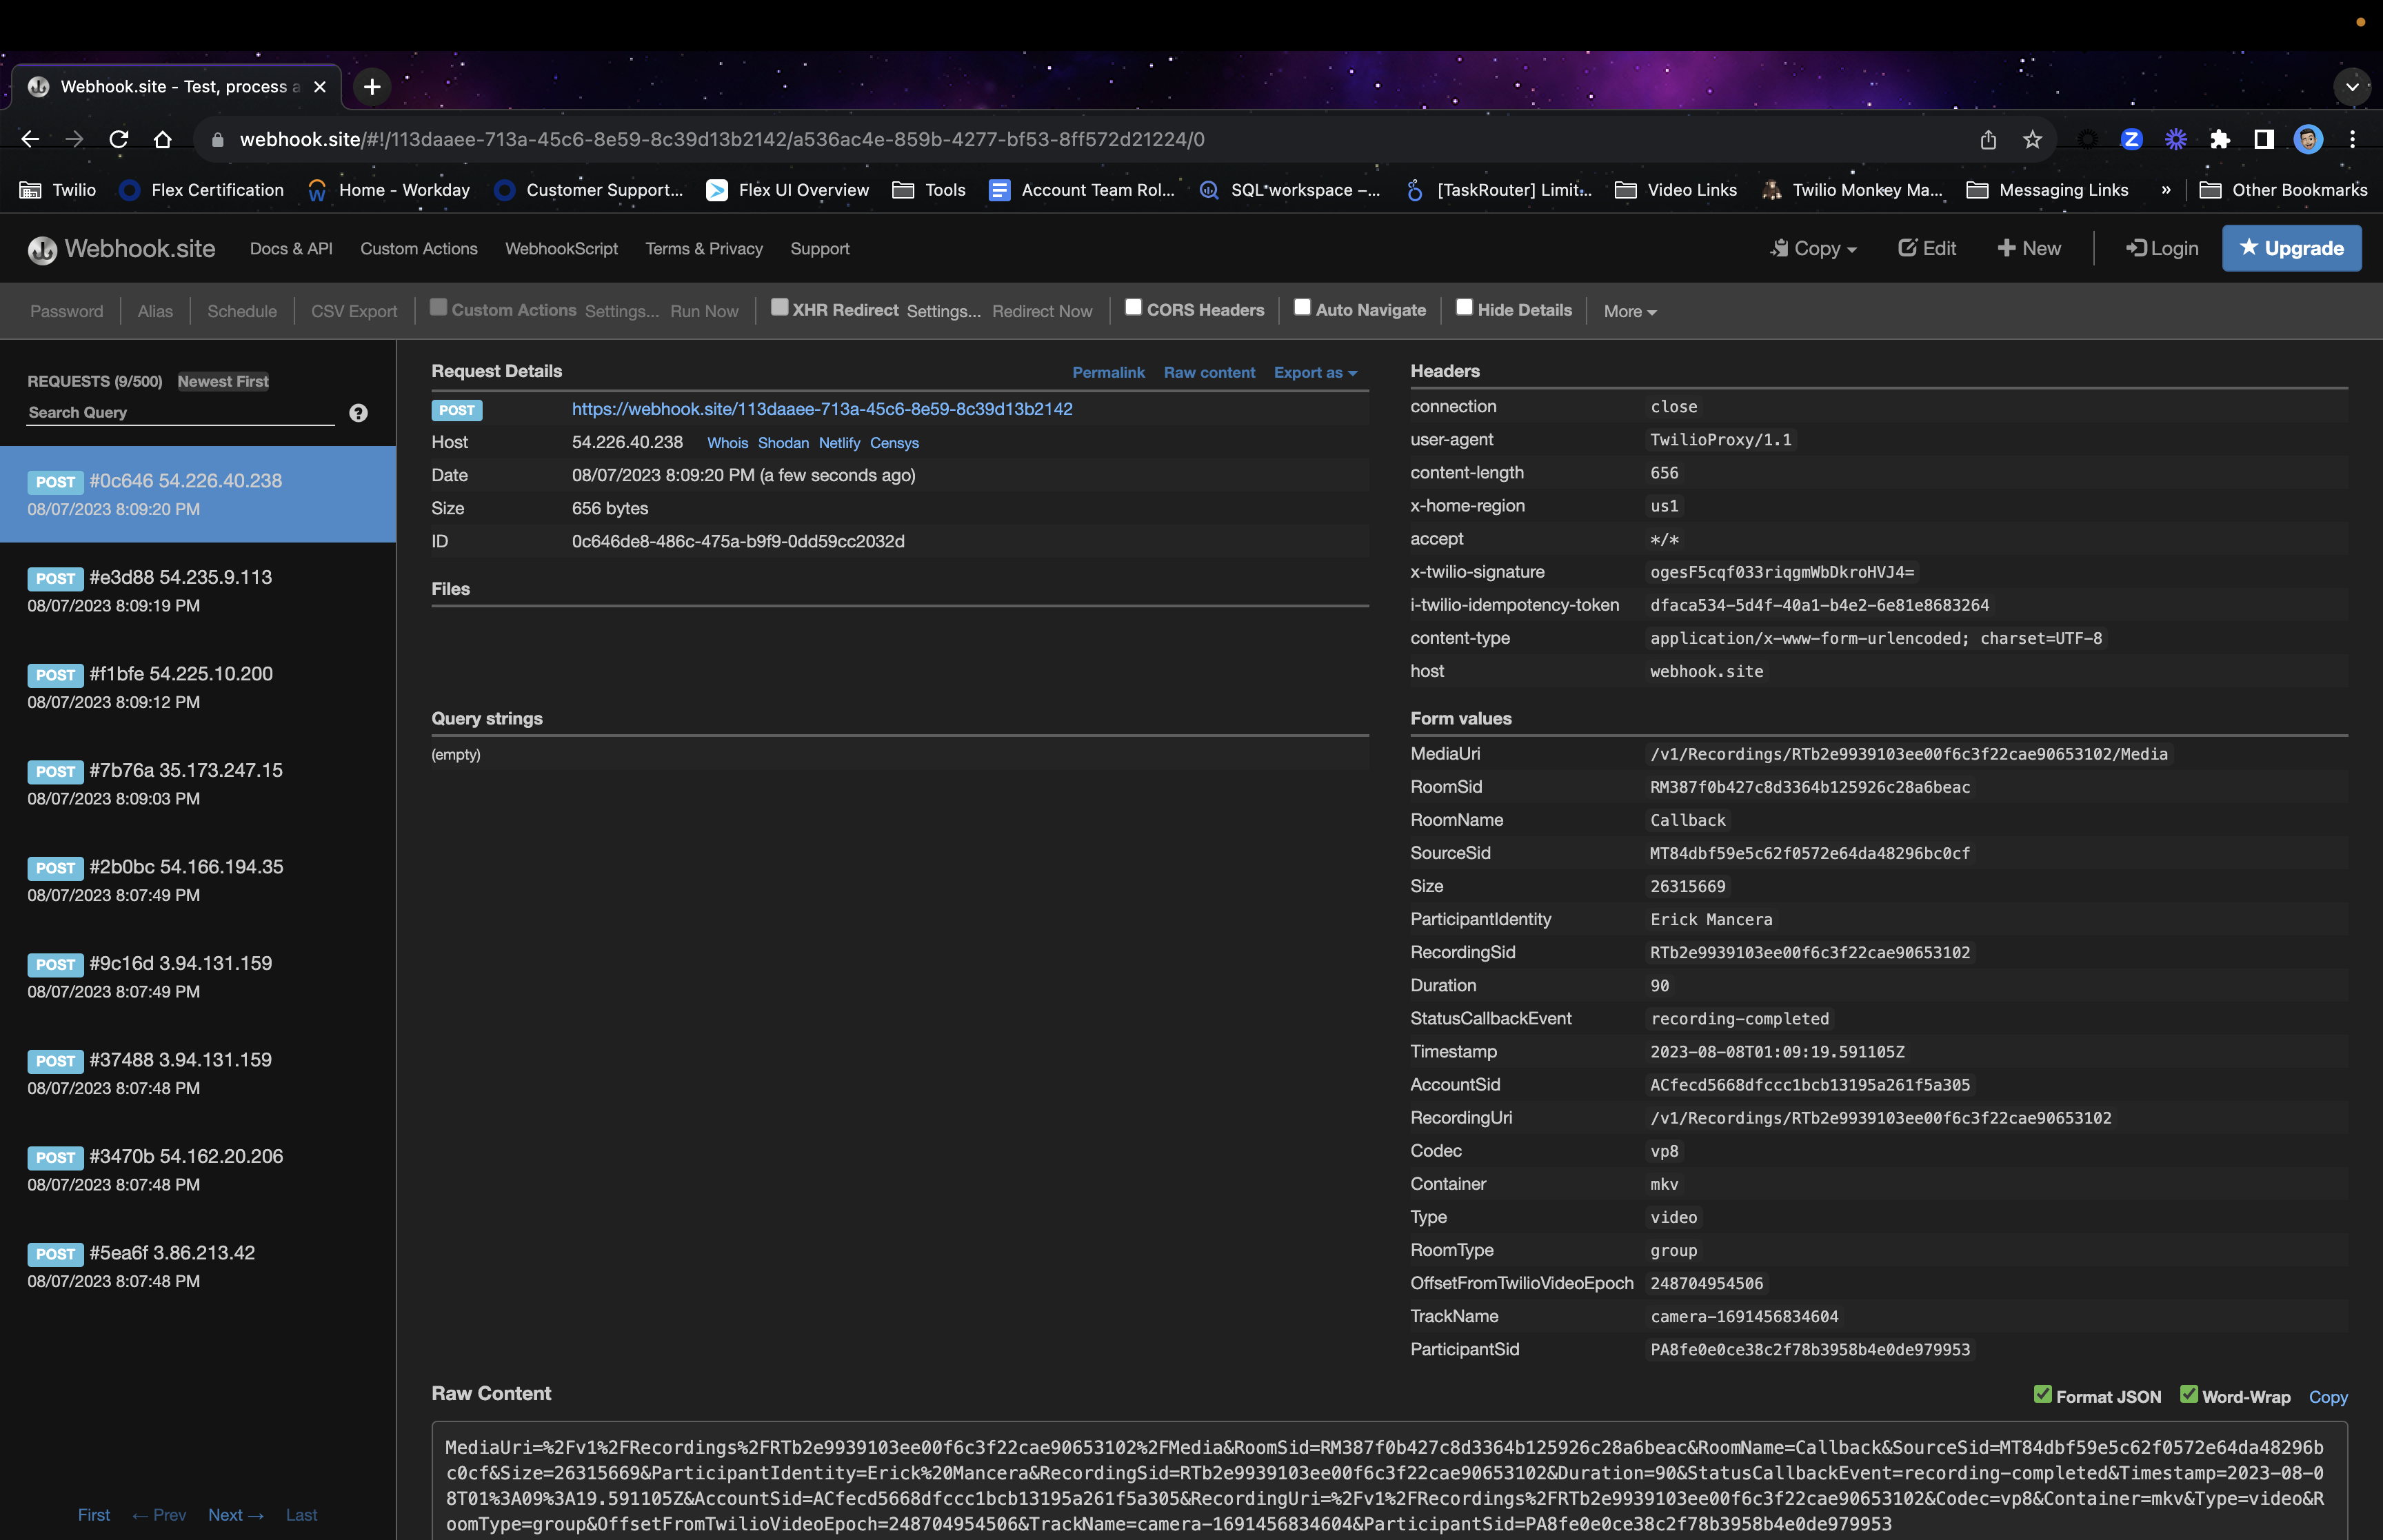 Webhook.site - Test, process a
webhook.site/#!/113daaee-713a-45c6-8e59-8c39d13b2142/a536ac4e-859b-4277-bf53-8ff572d21224/0
Twilio Flex Certification Home - Workday Customer Support... Flex UI Overview Tools Account Team Rol... SQL workspace –... [TaskRouter] Limit... Video Links Twilio Monkey Ma... Messaging Links » Other Bookmarks
Webhook.site Docs & API Custom Actions WebhookScript Terms & Privacy Support Copy Edit New Login Upgrade
Password Alias Schedule CSV Export Custom Actions Settings... Run Now XHR Redirect Settings... Redirect Now CORS Headers Auto Navigate Hide Details More
REQUESTS (9/500) Newest First
Search Query
POST #0c646 54.226.40.238
08/07/2023 8:09:20 PM
POST #e3d88 54.235.9.113
08/07/2023 8:09:19 PM
POST #f1bfe 54.225.10.200
08/07/2023 8:09:12 PM
POST #7b76a 35.173.247.15
08/07/2023 8:09:03 PM
POST #2b0bc 54.166.194.35
08/07/2023 8:07:49 PM
POST #9c16d 3.94.131.159
08/07/2023 8:07:49 PM
POST #37488 3.94.131.159
08/07/2023 8:07:48 PM
POST #3470b 54.162.20.206
08/07/2023 8:07:48 PM
POST #5ea6f 3.86.213.42
08/07/2023 8:07:48 PM
First ← Prev Next → Last
Request Details Permalink Raw content Export as
POST https://webhook.site/113daaee-713a-45c6-8e59-8c39d13b2142
Host 54.226.40.238 Whois Shodan Netlify Censys
Date 08/07/2023 8:09:20 PM (a few seconds ago)
Size 656 bytes
ID 0c646de8-486c-475a-b9f9-0dd59cc2032d
Files
Query strings
(empty)
Headers
connection close
user-agent TwilioProxy/1.1
content-length 656
x-home-region us1
accept */*
x-twilio-signature ogesF5cqf033riqgmWbDkroHVJ4=
i-twilio-idempotency-token dfaca534-5d4f-40a1-b4e2-6e81e8683264
content-type application/x-www-form-urlencoded; charset=UTF-8
host webhook.site
Form values
MediaUri /v1/Recordings/RTb2e9939103ee00f6c3f22cae90653102/Media
RoomSid RM387f0b427c8d3364b125926c28a6beac
RoomName Callback
SourceSid MT84dbf59e5c62f0572e64da48296bc0cf
Size 26315669
ParticipantIdentity Erick Mancera
RecordingSid RTb2e9939103ee00f6c3f22cae90653102
Duration 90
StatusCallbackEvent recording-completed
Timestamp 2023-08-08T01:09:19.591105Z
AccountSid ACfecd5668dfccc1bcb13195a261f5a305
RecordingUri /v1/Recordings/RTb2e9939103ee00f6c3f22cae90653102
Codec vp8
Container mkv
Type video
RoomType group
OffsetFromTwilioVideoEpoch 248704954506
TrackName camera-1691456834604
ParticipantSid PA8fe0e0ce38c2f78b3958b4e0de979953
Raw Content Format JSON Word-Wrap Copy
MediaUri=%2Fv1%2FRecordings%2FRTb2e9939103ee00f6c3f22cae90653102%2FMedia&RoomSid=RM387f0b427c8d3364b125926c28a6beac&RoomName=Callback&SourceSid=MT84dbf59e5c62f0572e64da48296b
c0cf&Size=26315669&ParticipantIdentity=Erick%20Mancera&RecordingSid=RTb2e9939103ee00f6c3f22cae90653102&Duration=90&StatusCallbackEvent=recording-completed&Timestamp=2023-08-0
8T01%3A09%3A19.591105Z&AccountSid=ACfecd5668dfccc1bcb13195a261f5a305&RecordingUri=%2Fv1%2FRecordings%2FRTb2e9939103ee00f6c3f22cae90653102&Codec=vp8&Container=mkv&Type=video&R
oomType=group&OffsetFromTwilioVideoEpoch=248704954506&TrackName=camera-1691456834604&ParticipantSid=PA8fe0e0ce38c2f78b3958b4e0de979953